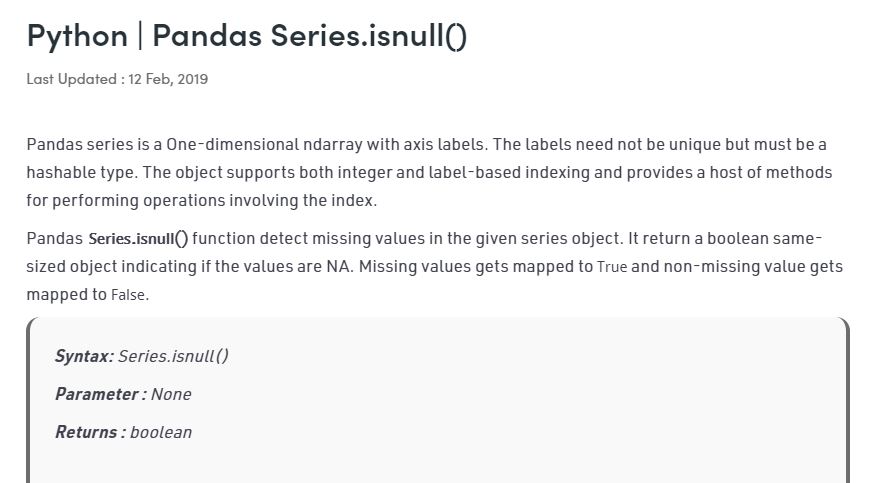 Python | Pandas Series.isnull()
Last Updated : 12 Feb, 2019
Pandas series is a One-dimensional ndarray with axis labels. The labels need not be unique but must be a
hashable type. The object supports both integer and label-based indexing and provides a host of methods
for performing operations involving the index.
Pandas Series.isnull() function detect missing values in the given series object. It return a boolean same-
sized object indicating if the values are NA. Missing values gets mapped to True and non-missing value gets
mapped to False.
Syntax: Series.isnull()
Parameter : None
Returns : boolean